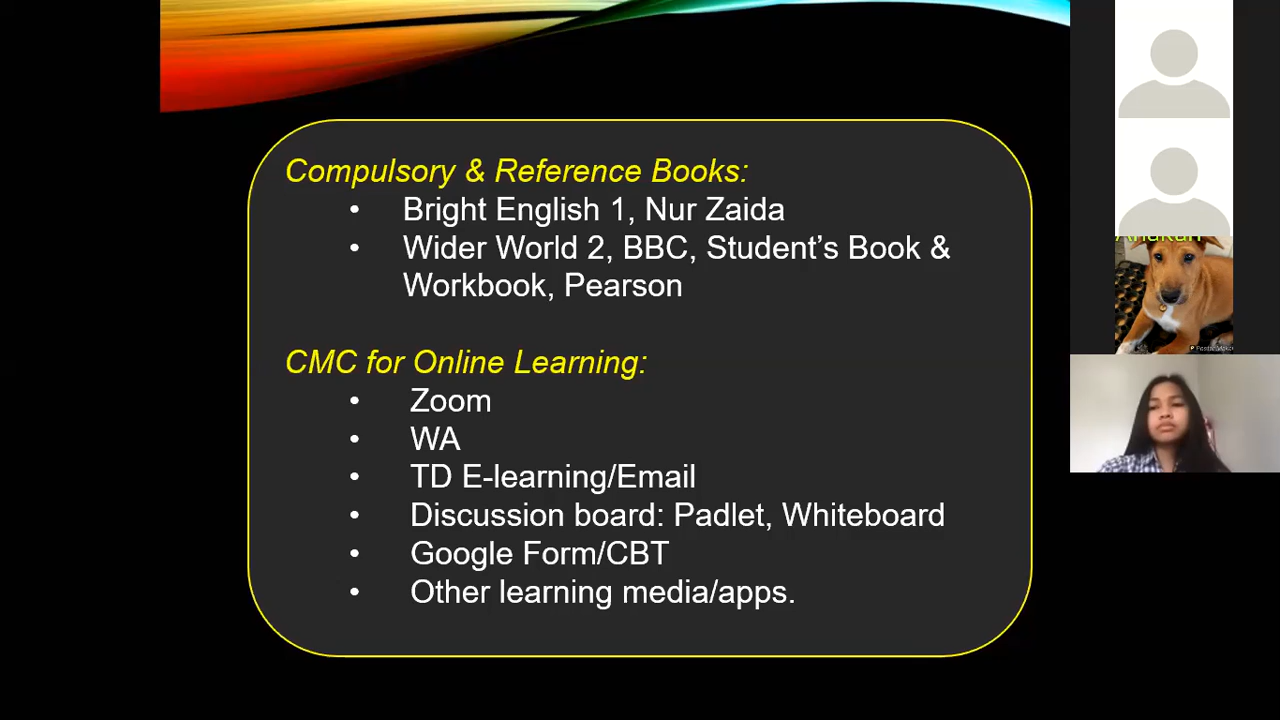 Compulsory & Reference Books:
• Bright English 1, Nur Zaida
• Wider World 2, BBC, Student’s Book &
Workbook, Pearson
CMC for Online Learning:
• Zoom
• WA
• TD E-learning/Email
• Discussion board: Padlet, Whiteboard
• Google Form/CBT
• Other learning media/apps.